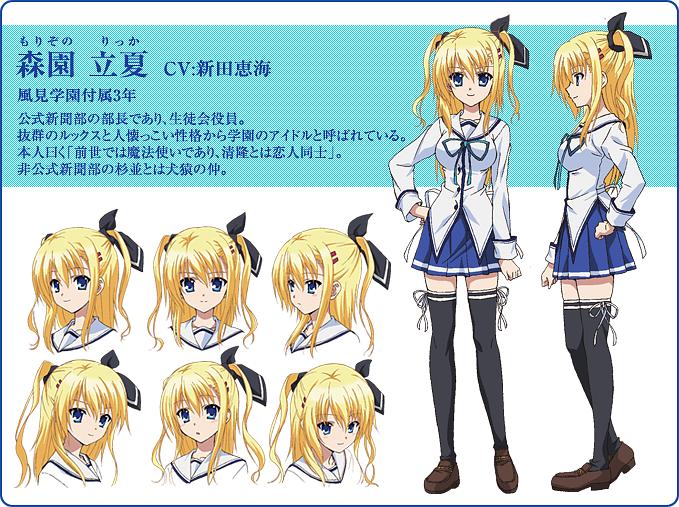 もりぞの りっか
森園 立夏 CV:新田恵海
風見学園付属3年
公式新聞部の部長であり、生徒会役員。
抜群のルックスと人懐っこい性格から学園のアイドルと呼ばれている。
本人曰く「前世では魔法使いであり、清隆とは恋人同士」。
非公式新聞部の杉並とは犬猿の仲。